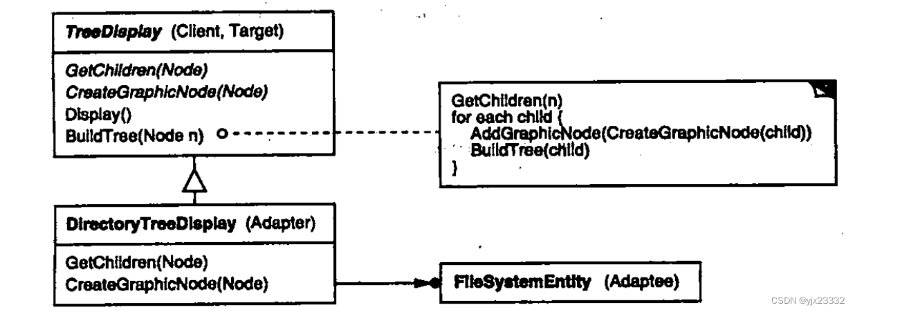 TreeDisplay (Client, Target)
GetChildren(Node)
CreateGraphicNode(Node)
Display()
BuildTree(Node n)
GetChildren(n)
for each child {
AddGraphicNode(CreateGraphicNode(child))
BuildTree(child)
}
DirectoryTreeDisplay (Adapter)
GetChildren(Node)
CreateGraphicNode(Node)
FileSystemEntity (Adaptee)
CSDN @yjx23332